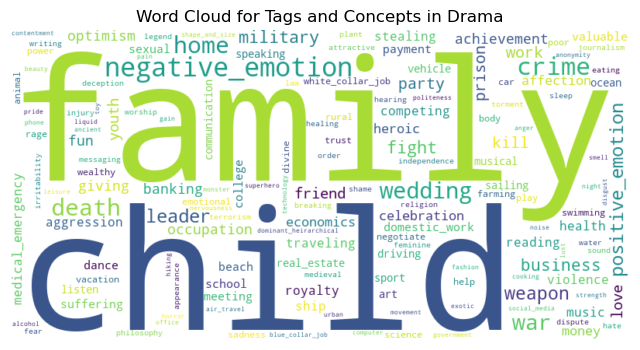 Word Cloud for Tags and Concepts in Drama
contentment legend shape_and_size plant stealing poor anonymity
writing optimism sexual home military attractive achievement valuable journalism
power speaking payment work
beauty pain negative_emotion vehicle prison crime eating
animal deception white_collar_job party car affection ocean
family
pride injury worship communication hearing politeness law competing sleep torment
phone liquid toy gain healing rural body
rage youth ancient trust heroic anger kill
fun order fight independence musical smell
messaging divine
wealthy banking monster superhero wedding sailing night disgust positive_emotion
irritability giving college friend shame farming play
leisure emotional nervousness technology swimming
medical_emergency death terrorism breaking religion noise health
aggression leader dominant_heirarchical celebration domestic_work water
occupation economics negotiate feminine reading sound lost
child
dance hiking beach traveling driving fashion business cooking
vacation appearance real_estate medieval sport help violence
listen school royalty weapon social_media strength
suffering meeting ship art exotic love music
alcohol horror urban movement war dispute hate
fear office air_travel computer government money
philosophy sadness blue_collar_job science